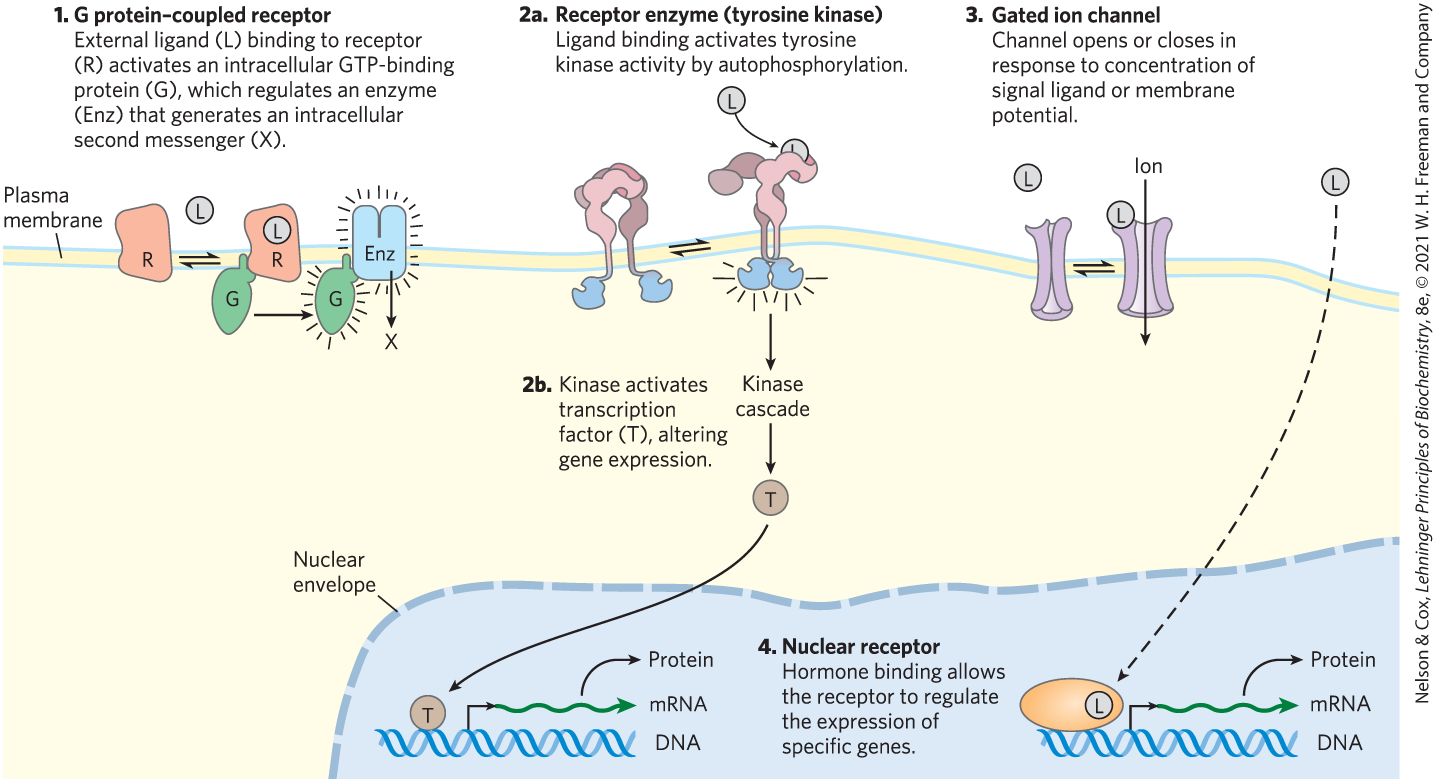 1. G protein–coupled receptor
External ligand (L) binding to receptor
(R) activates an intracellular GTP-binding
protein (G), which regulates an enzyme
(Enz) that generates an intracellular
second messenger (X).
2a. Receptor enzyme (tyrosine kinase)
Ligand binding activates tyrosine
kinase activity by autophosphorylation.
3. Gated ion channel
Channel opens or closes in
response to concentration of
signal ligand or membrane
potential.
Plasma
membrane
R
L
L
R
G
G
Enz
X
L
L
L
L
Ion
L
2b. Kinase activates
transcription
factor (T), altering
gene expression.
Kinase
cascade
T
Nuclear
envelope
T
Protein
mRNA
DNA
4. Nuclear receptor
Hormone binding allows
the receptor to regulate
the expression of
specific genes.
L
Protein
mRNA
DNA
Nelson & Cox, Lehninger Principles of Biochemistry, 8e, © 2021 W. H. Freeman and Company